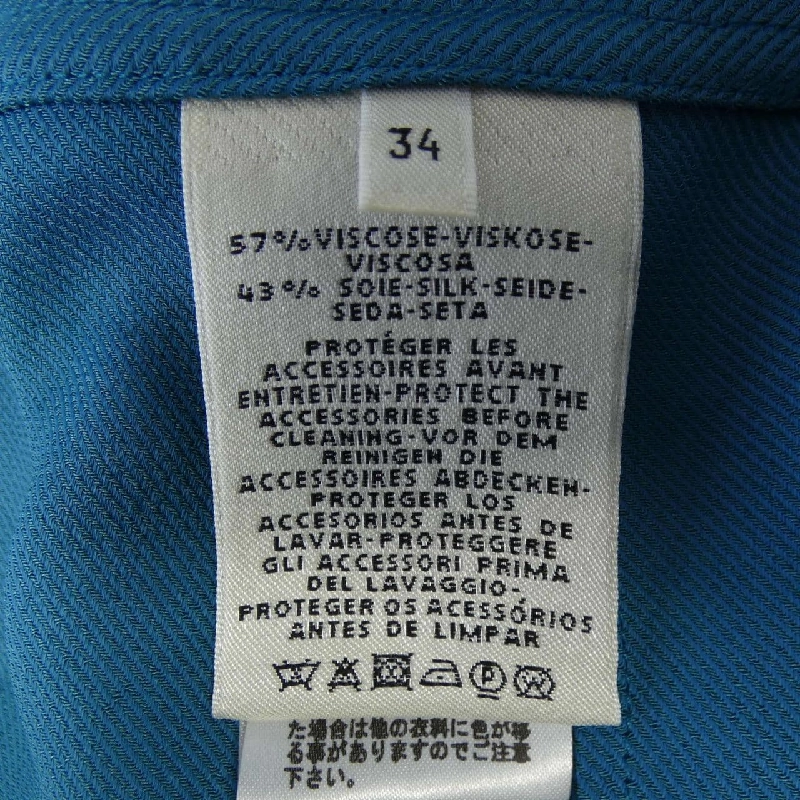 34
57%VISCOSE-VISKOSE-
VISCOSA
43% SOIE-SILK-SEIDE-
SEDA-SETA
PROTÉGER LES
ACCESSOIRES AVANT
ENTRETIEN-PROTECT THE
ACCESSORIES BEFORE
CLEANING-VOR DEM
REINIGEN DIE
ACCESSOIRES ABDECKEN-
PROTEGER LOS
ACCESORIOS ANTES DE
LAVAR-PROTEGGERE
GLI ACCESSORI PRIMA
DEL LAVAGGIO-
PROTEGER OS ACESSÓRIOS
ANTES DE LIMPAR
P W
た場合は他の衣料に色が移
る事がありますのでご注意
下さい。